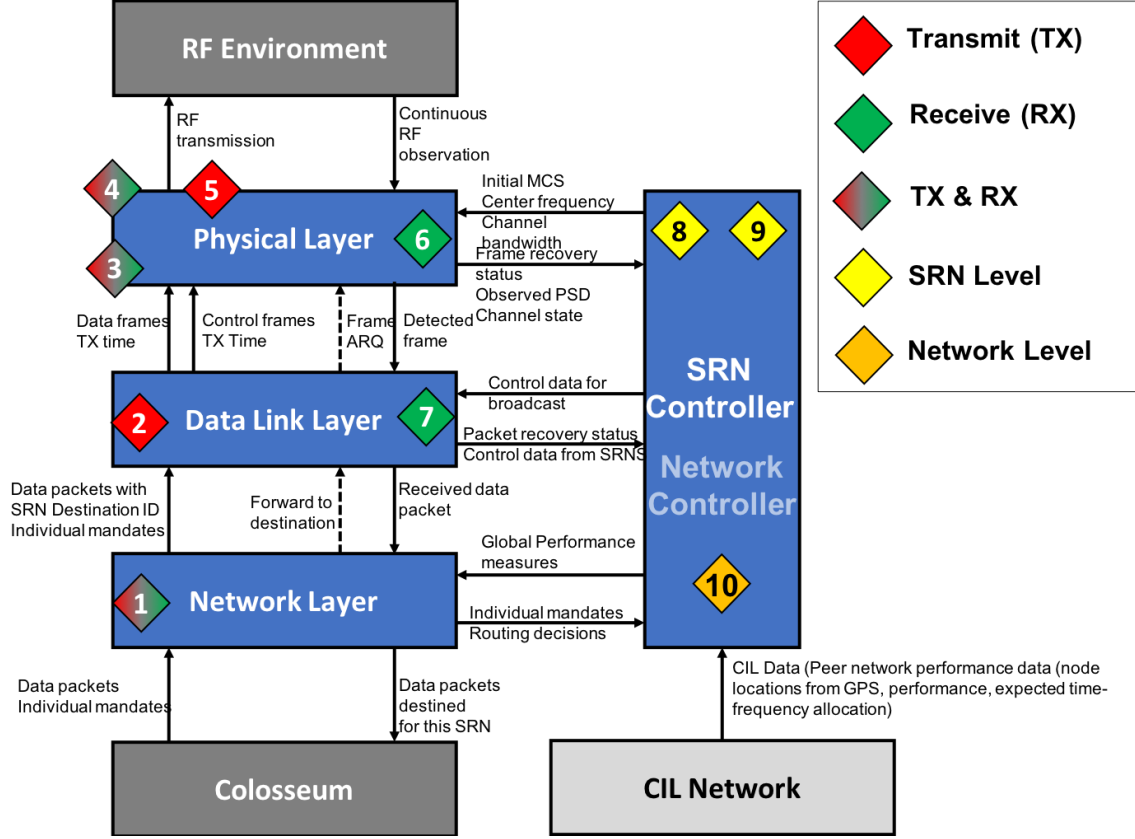 RF Environment
RF
transmission
Continuous
RF
observation
4
5
3
Physical Layer
6
Initial MCS
Center frequency
Channel
bandwidth
Frame recovery
status
Observed PSD
Channel state
8
9
Data frames
TX time
Control frames
TX Time
Frame
ARQ
Detected
frame
2
Data Link Layer
7
Control data for
broadcast
Packet recovery status
Control data from SRNS
SRN
Controller
Network
Controller
10
Data packets with
SRN Destination ID
Individual mandates
Forward to
destination
Received data
packet
Global Performance
measures
1
Network Layer
Individual mandates
Routing decisions
Data packets
Individual mandates
Data packets
destined
for this SRN
CIL Data (Peer network performance data (node
locations from GPS, performance, expected time-
frequency allocation)
Colosseum
CIL Network
Transmit (TX)
Receive (RX)
TX & RX
SRN Level
Network Level